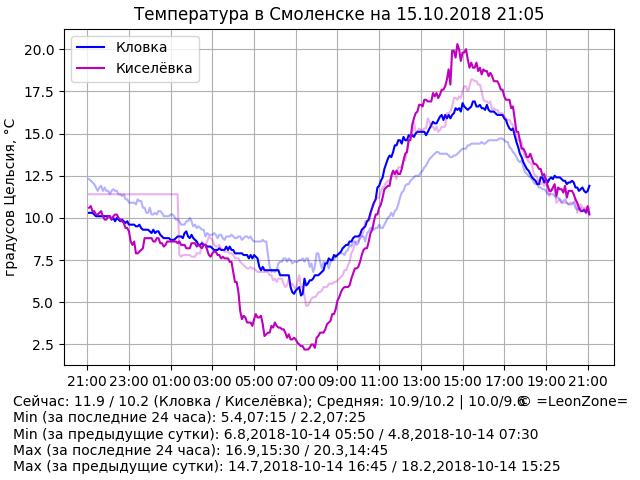 Температура в Смоленске на 15.10.2018 21:05
Кловка
Киселёвка
градусов Цельсия, °C
20.0
17.5
15.0
12.5
10.0
7.5
5.0
2.5
21:00 23:00 01:00 03:00 05:00 07:00 09:00 11:00 13:00 15:00 17:00 19:00 21:00
Сейчас: 11.9 / 10.2 (Кловка / Киселёвка); Средняя: 10.9/10.2 | 10.0/9.6 © =LeonZone=
Min (за последние 24 часа): 5.4,07:15 / 2.2,07:25
Min (за предыдущие сутки): 6.8,2018-10-14 05:50 / 4.8,2018-10-14 07:30
Max (за последние 24 часа): 16.9,15:30 / 20.3,14:45
Max (за предыдущие сутки): 14.7,2018-10-14 16:45 / 18.2,2018-10-14 15:25